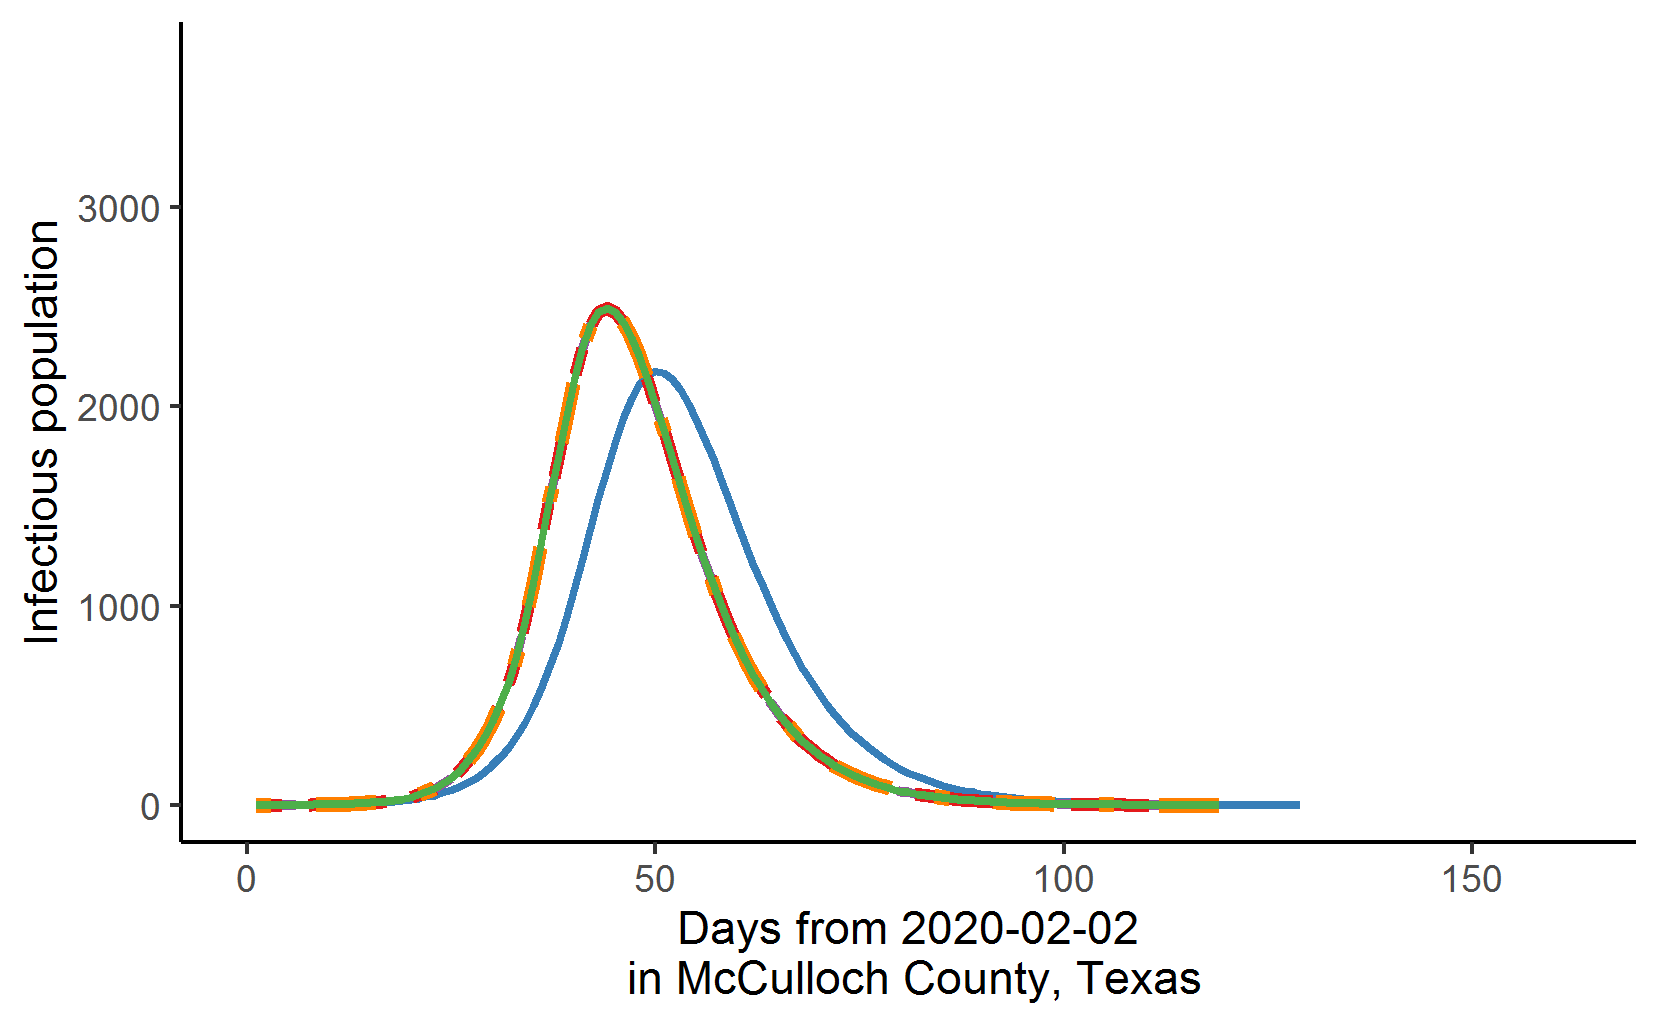 Infectious population
3000
2000
1000
0
0 50 100 150
Days from 2020-02-02
in McCulloch County, Texas